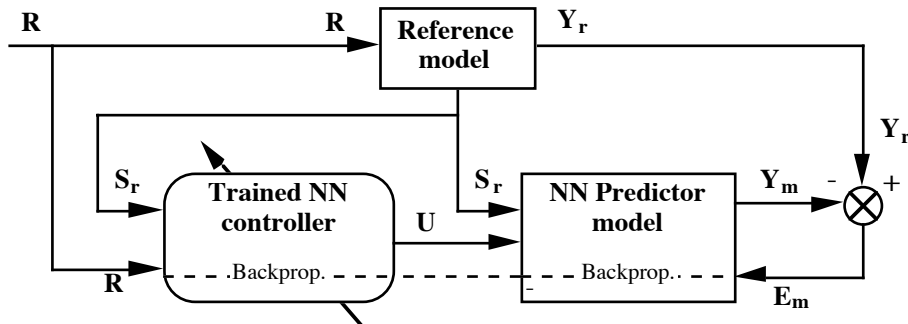 R
R
Reference
model
Yr
Yr
Sr
Trained NN
controller
Sr
NN Predictor
model
Ym
-
+
U
R
Backprop.
Backprop.
-
Em